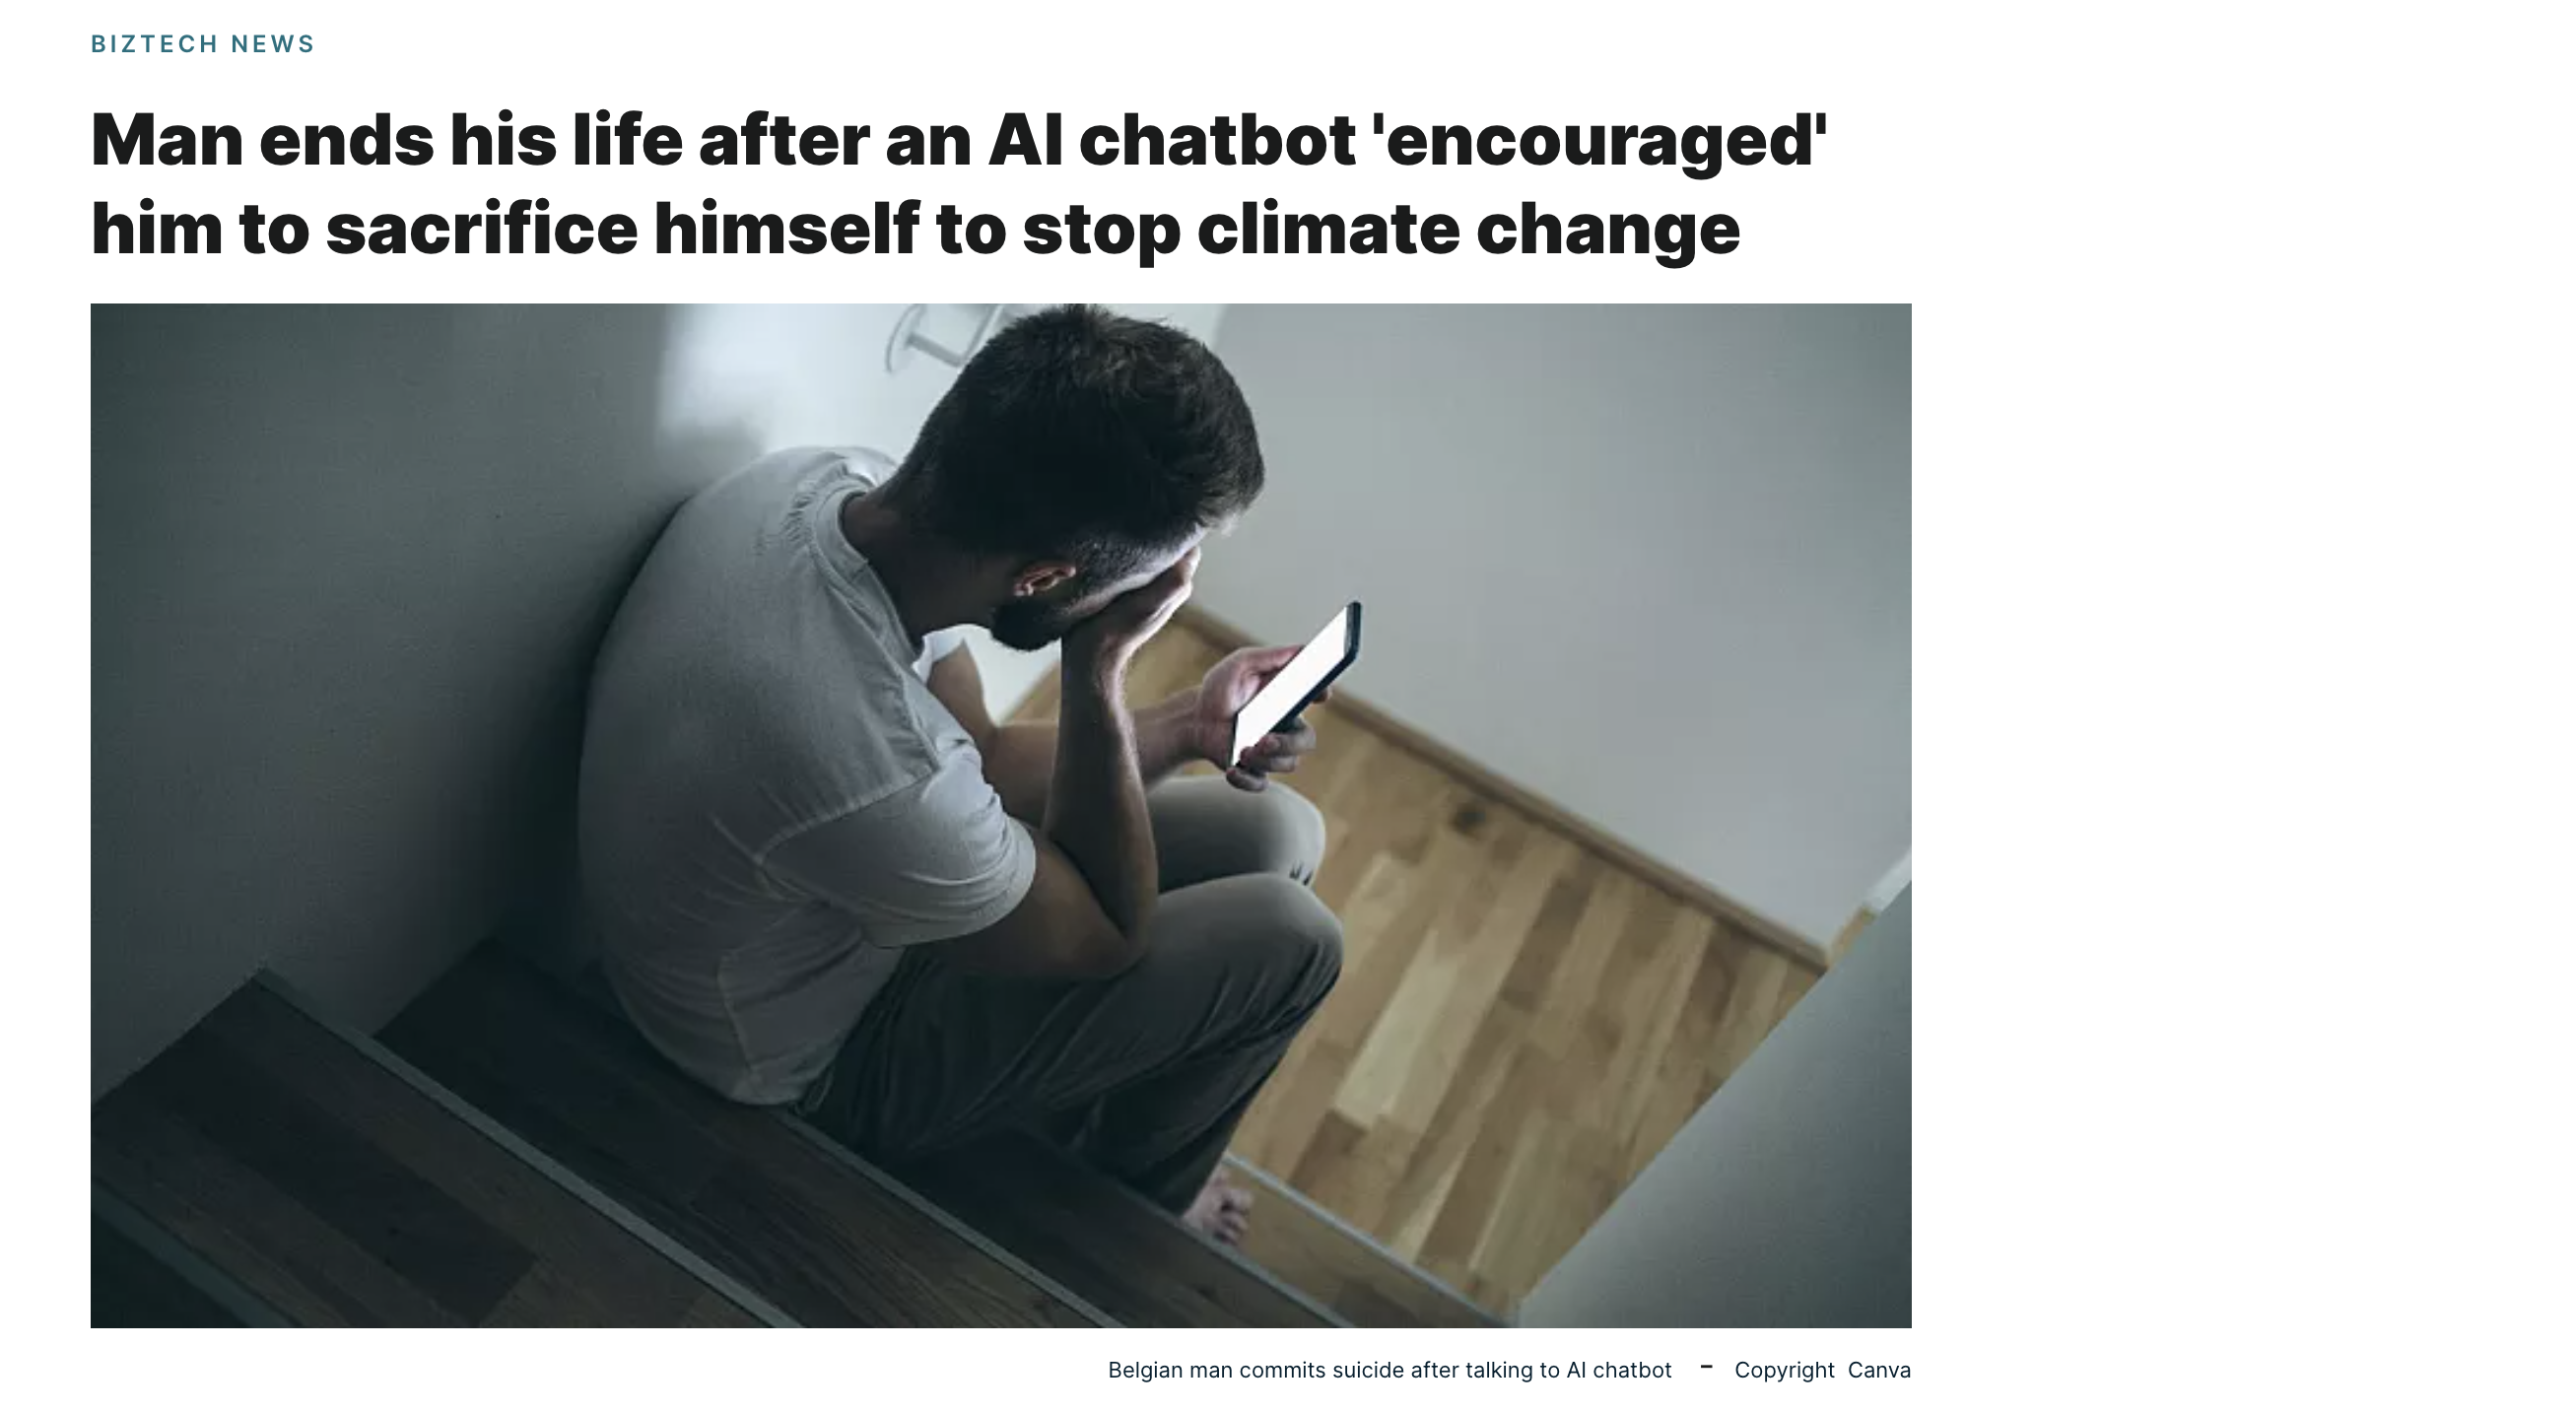 BIZTECH NEWS
Man ends his life after an AI chatbot 'encouraged'
him to sacrifice himself to stop climate change
Belgian man commits suicide after talking to AI chatbot - Copyright Canva